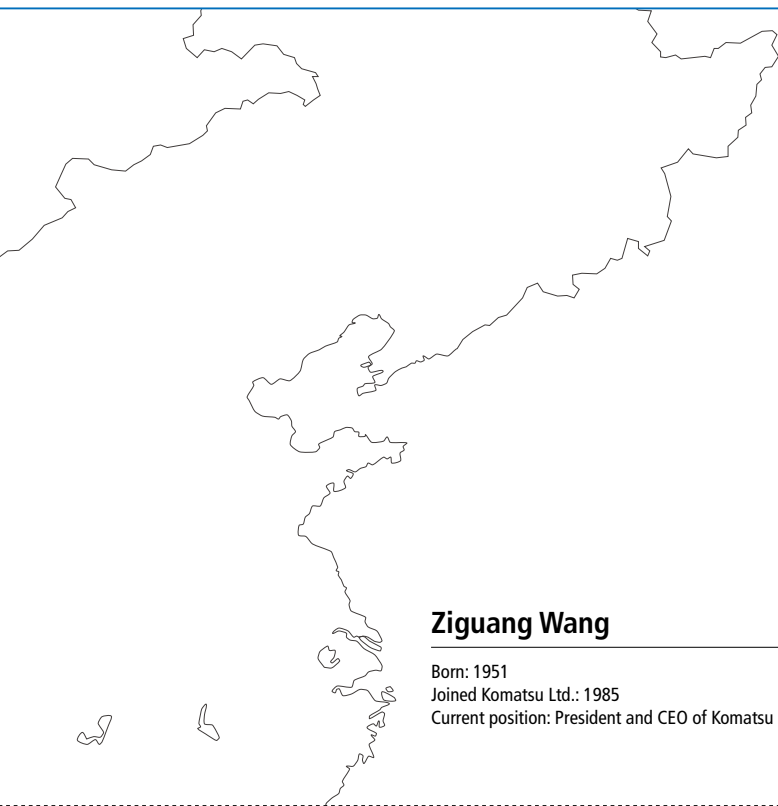 Ziguang Wang
Born: 1951
Joined Komatsu Ltd.: 1985
Current position: President and CEO of Komatsu